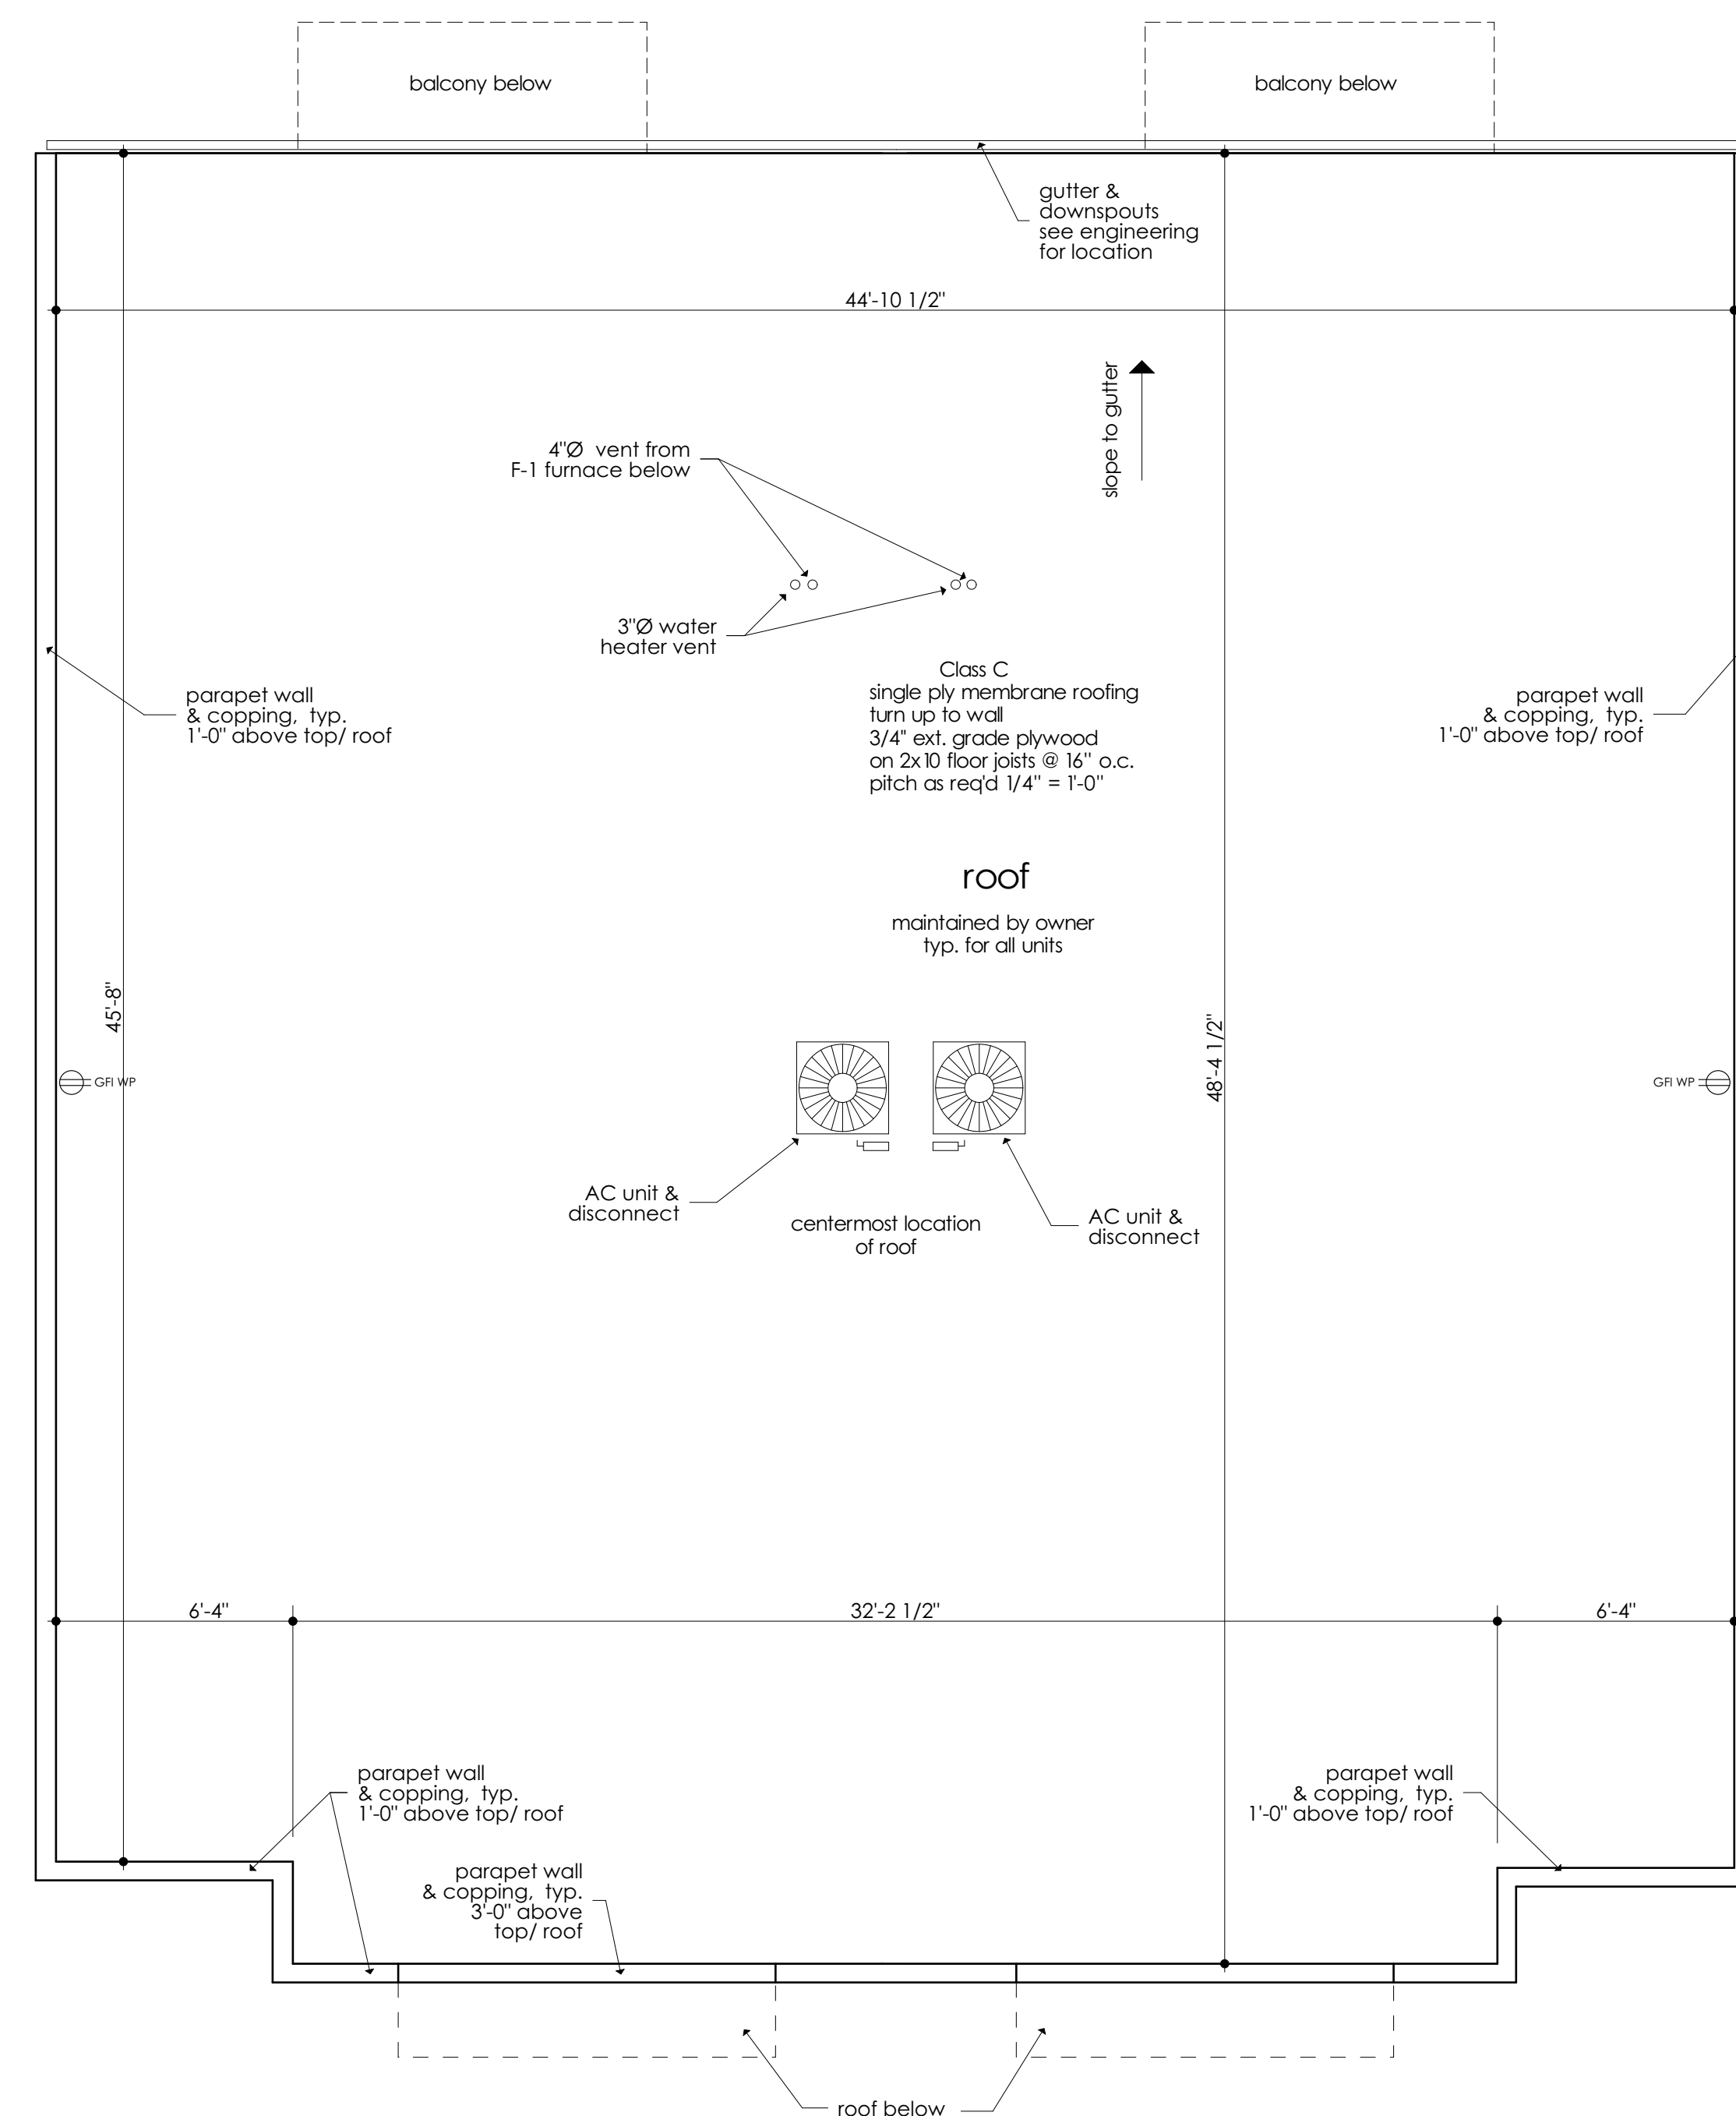 balcony below
balcony below
gutter &
downspouts
see engineering
for location
44'-10 1/2"
slope to gutter
4"Ø vent from
F-1 furnace below
3"Ø water
heater vent
Class C
single ply membrane roofing
turn up to wall
3/4" ext. grade plywood
on 2x10 floor joists @ 16" o.c.
pitch as req'd 1/4" = 1'-0"
parapet wall
& copping, typ.
1'-0" above top/ roof
parapet wall
& copping, typ.
1'-0" above top/ roof
roof
maintained by owner
typ. for all units
45'-8"
48'-4 1/2"
GFI WP
GFI WP
AC unit &
disconnect
centermost location
of roof
AC unit &
disconnect
6'-4"
32'-2 1/2"
6'-4"
parapet wall
& copping, typ.
1'-0" above top/ roof
parapet wall
& copping, typ.
1'-0" above top/ roof
parapet wall
& copping, typ.
3'-0" above
top/ roof
roof below